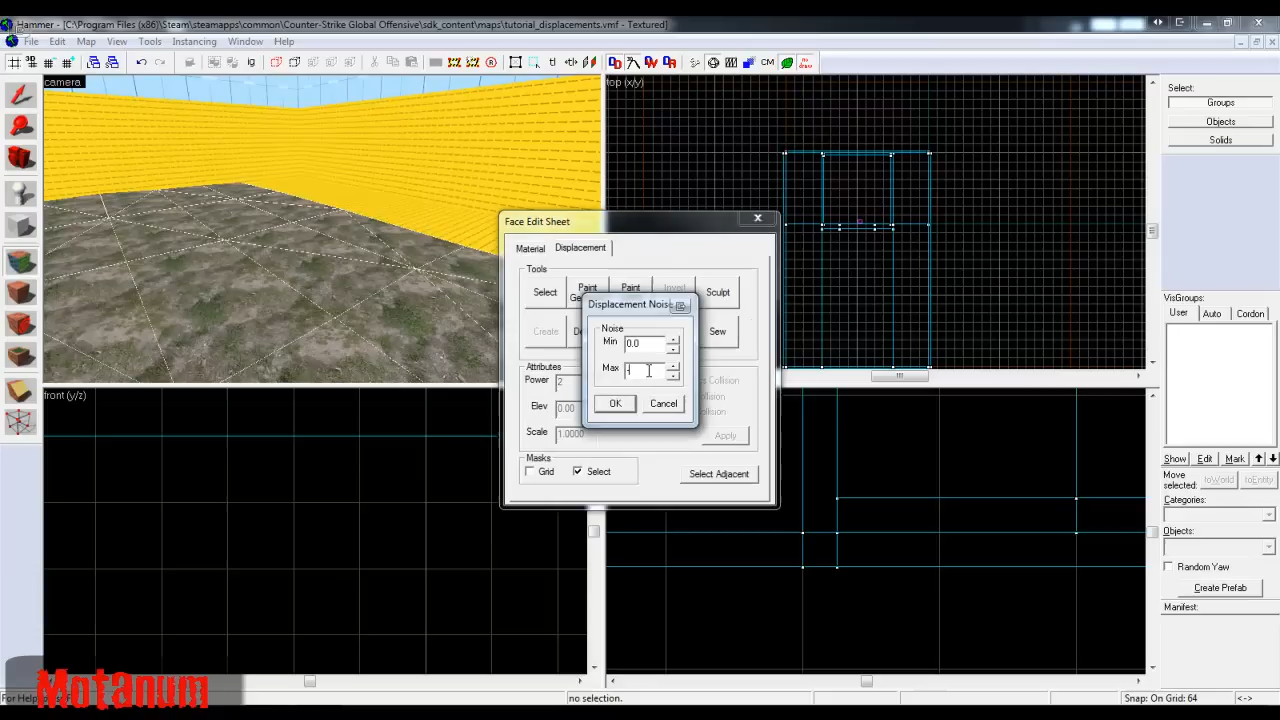 Hammer - [C:\Program Files (x86)\Steam\steamapps\common\Counter-Strike Global Offensive\sdk_content\maps\tutorial_displacements.vmf - Textured]
File Edit Map View Tools Instancing Window Help
camera
top (x/y)
front (y/z)
Face Edit Sheet
Material Displacement
Tools
Select
Paint
Paint
Invert
Sculpt
Create
Sew
Attributes
Power 2
Elev 0.00
Scale 1.0000
Apply
Masks
Grid Select
Select Adjacent
Displacement Noise
Noise
Min 0.0
Max -
OK Cancel
Select:
Groups
Objects
Solids
VisGroups:
User Auto Cordon
Show Edit Mark
Move
selected:
toWorld toEntity
Categories:
Objects:
Random Yaw
Create Prefab
Manifest:
no selection.
Snap: On Grid: 64 <->
Motanum